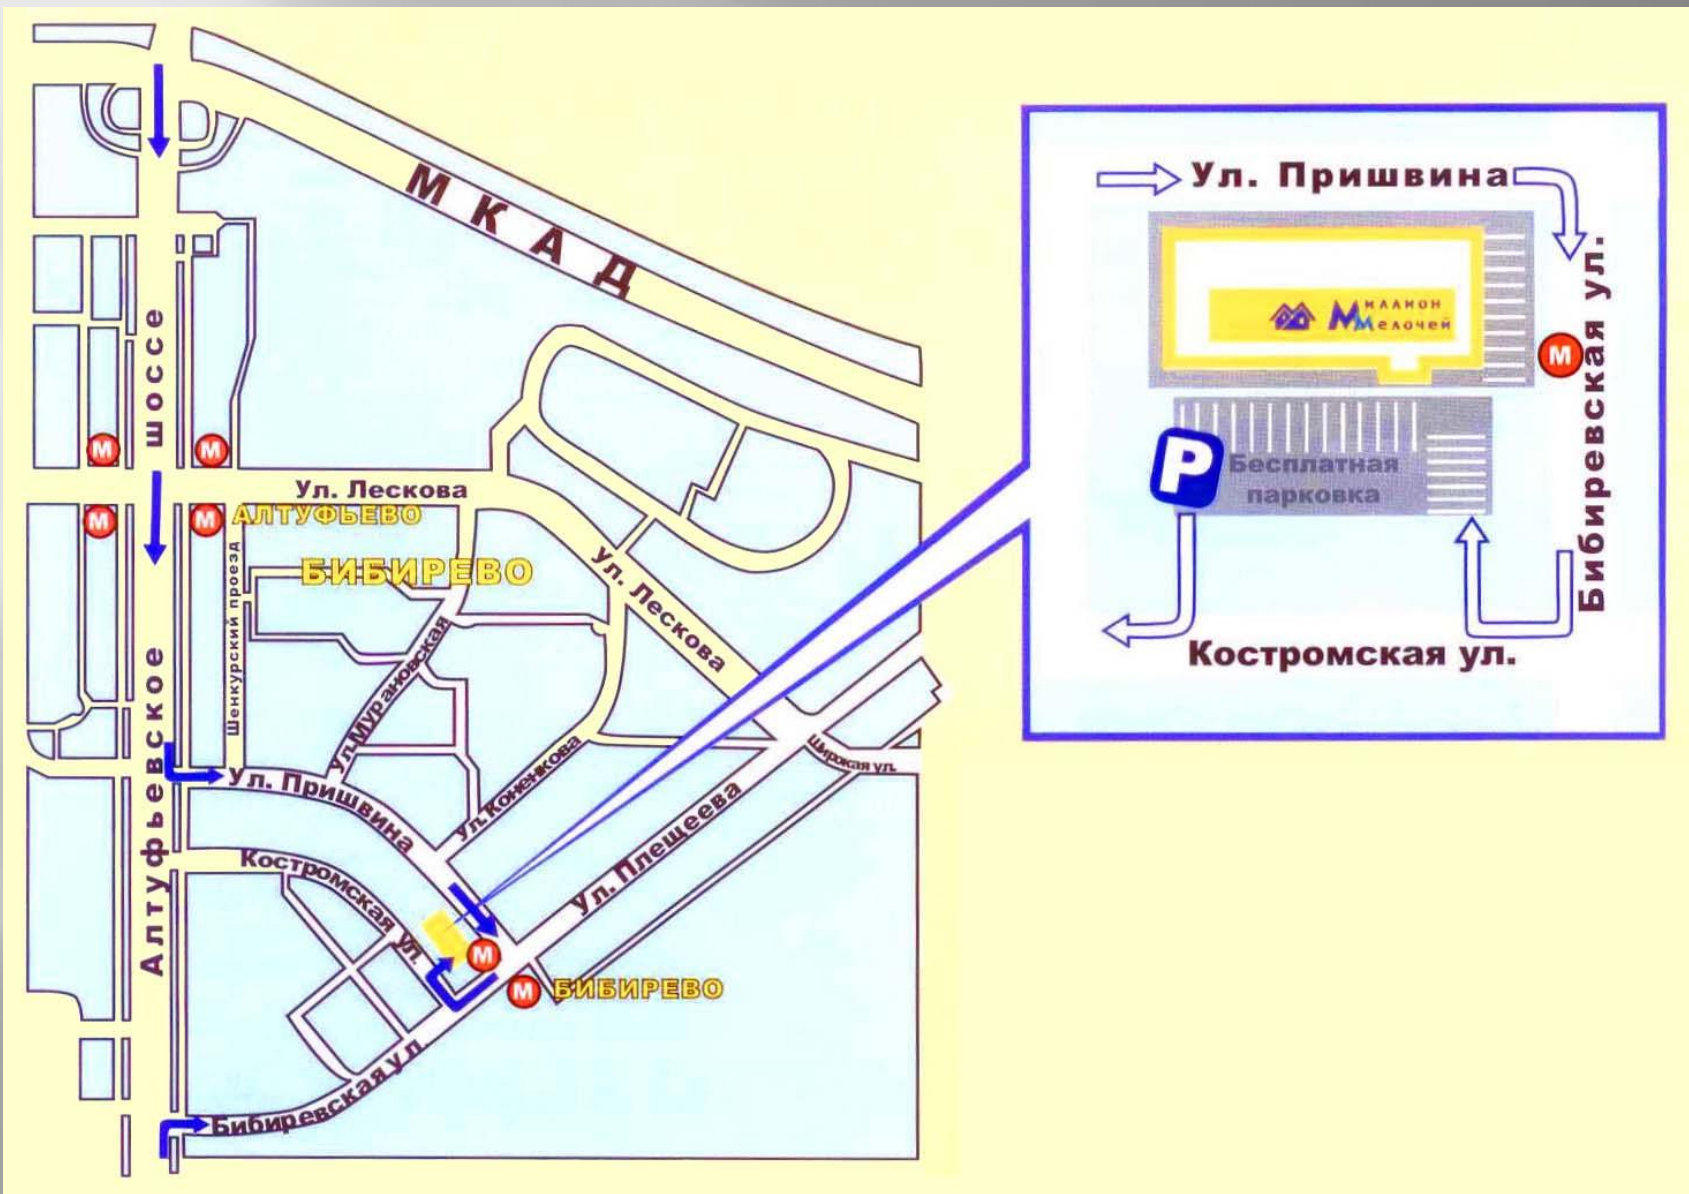 МКАД
шоссе
М
М
Ул. Лескова
М
М
АЛТУФЬЕВО
БИБИРЕВО
Шенкурский проезд
Ул. Лескова
Ул. Мурановская
Алтуфьевское
Ул. Пришвина
Ул. Коненкова
Широкая ул.
Ул. Плещеева
Костромская ул.
М
М
БИБИРЕВО
Бибиревская ул.
Ул. Пришвина
Миллион
Мелочей
М
Бибиревская ул.
P
Бесплатная
парковка
Костромская ул.